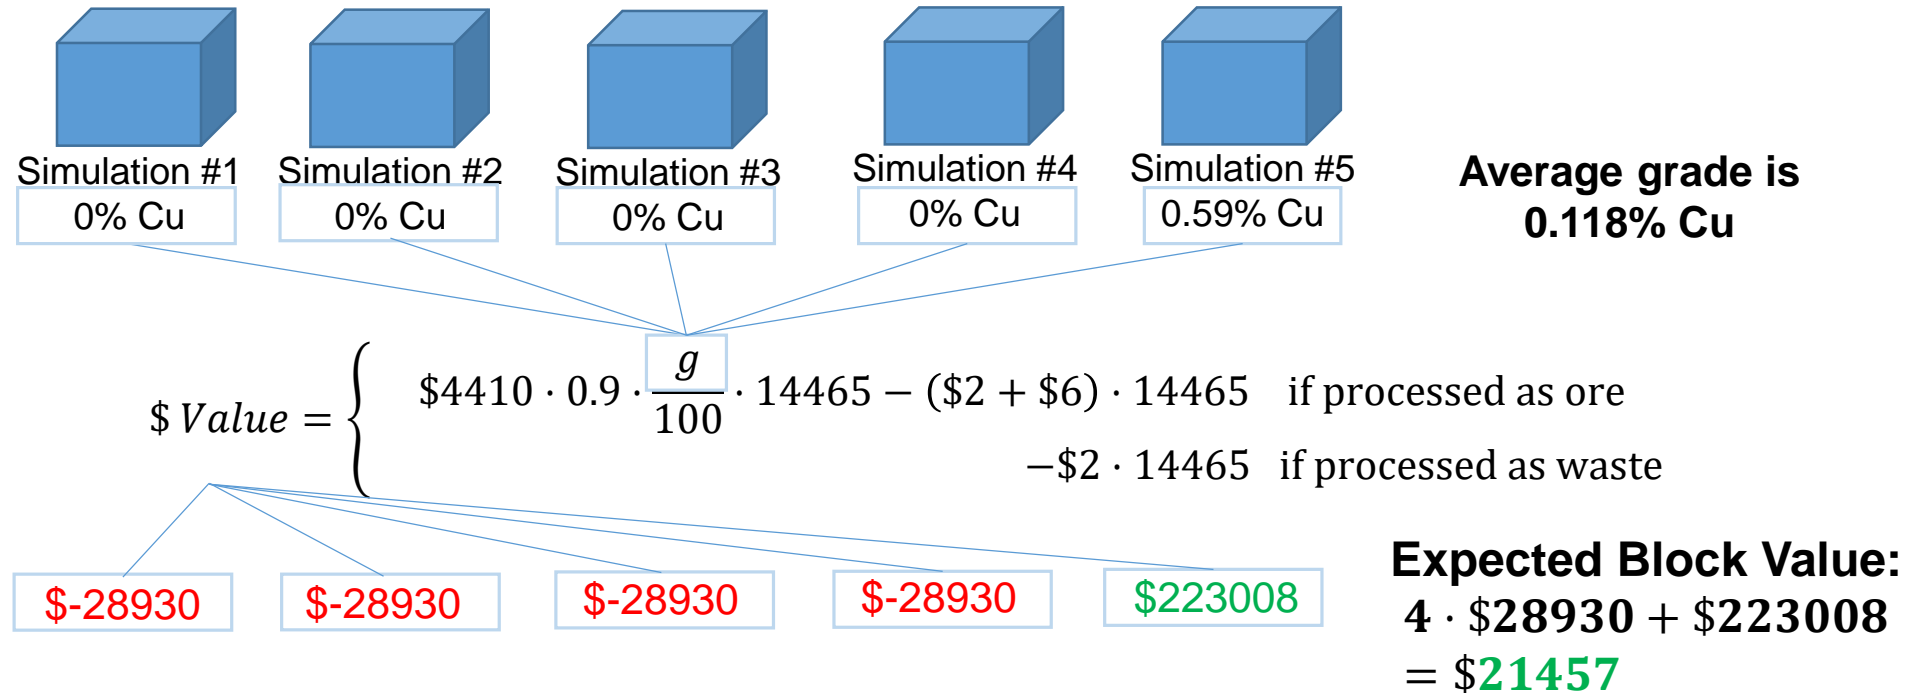 Simulation #1 Simulation #2 Simulation #3 Simulation #4 Simulation #5
0% Cu 0% Cu 0% Cu 0% Cu 0.59% Cu
Average grade is
0.118% Cu
$ Value = { $4410 · 0.9 · g/100 · 14465 − ($2 + $6) · 14465 if processed as ore
−$2 · 14465 if processed as waste
$-28930 $-28930 $-28930 $-28930 $223008
Expected Block Value:
4 · $28930 + $223008
= $21457